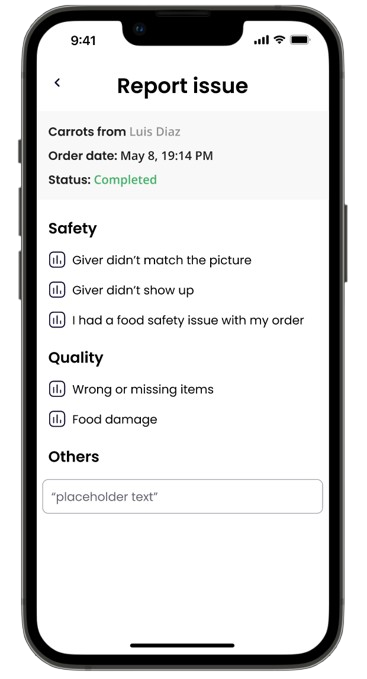 9:41
Report issue
Carrots from Luis Diaz
Order date: May 8, 19:14 PM
Status: Completed
Safety
Giver didn't match the picture
Giver didn't show up
I had a food safety issue with my order
Quality
Wrong or missing items
Food damage
Others
“placeholder text”